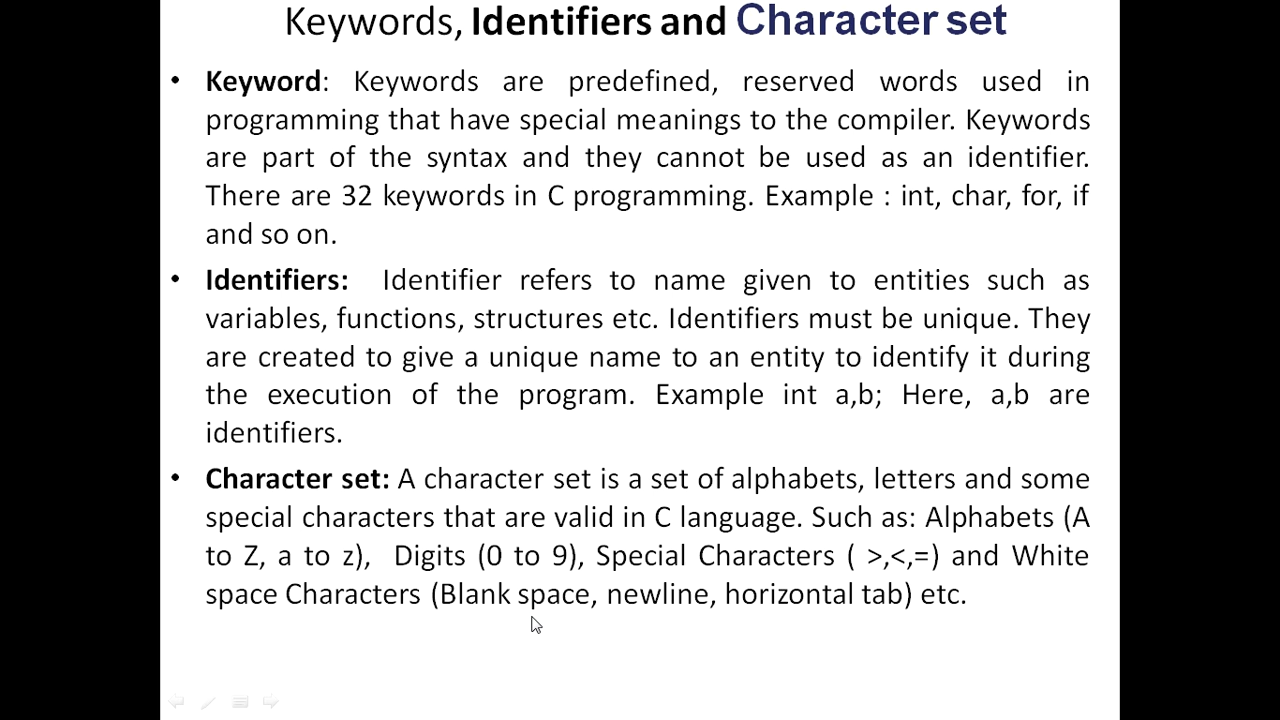 Keywords, Identifiers and Character set
• Keyword: Keywords are predefined, reserved words used in
programming that have special meanings to the compiler. Keywords
are part of the syntax and they cannot be used as an identifier.
There are 32 keywords in C programming. Example : int, char, for, if
and so on.
• Identifiers: Identifier refers to name given to entities such as
variables, functions, structures etc. Identifiers must be unique. They
are created to give a unique name to an entity to identify it during
the execution of the program. Example int a,b; Here, a,b are
identifiers.
• Character set: A character set is a set of alphabets, letters and some
special characters that are valid in C language. Such as: Alphabets (A
to Z, a to z), Digits (0 to 9), Special Characters ( >,<,=) and White
space Characters (Blank space, newline, horizontal tab) etc.